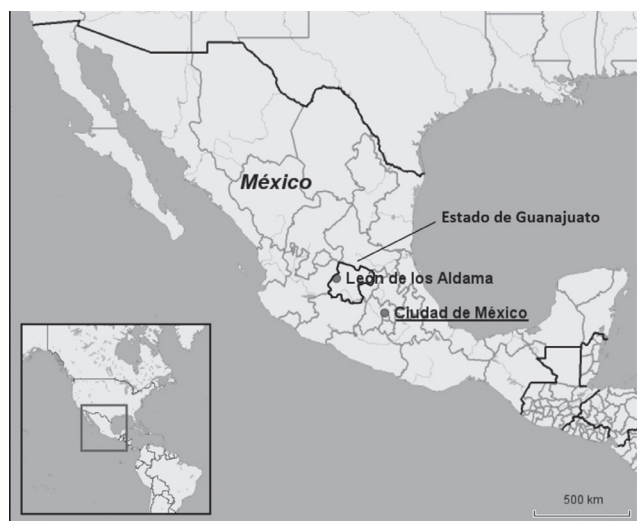 México
Estado de Guanajuato
León de los Aldama
Ciudad de México
500 km